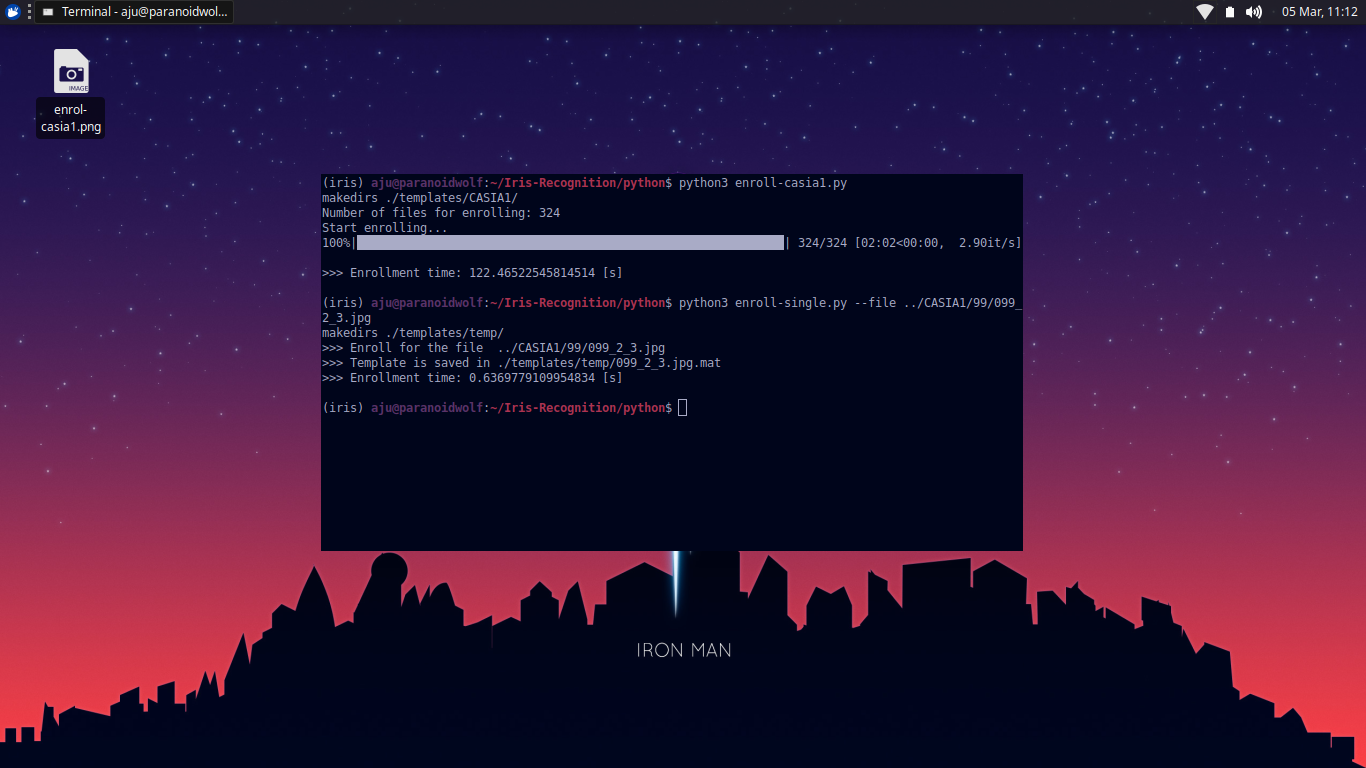 Terminal - aju@paranoidwol...
05 Mar, 11:12
IMAGE
enrol-
casia1.png
(iris) aju@paranoidwolf:~/Iris-Recognition/python$ python3 enroll-casia1.py
makedirs ./templates/CASIA1/
Number of files for enrolling: 324
Start enrolling...
100%|| 324/324 [02:02<00:00,  2.90it/s]
>>> Enrollment time: 122.46522545814514 [s]
(iris) aju@paranoidwolf:~/Iris-Recognition/python$ python3 enroll-single.py --file ../CASIA1/99/099_
2_3.jpg
makedirs ./templates/temp/
>>> Enroll for the file  ../CASIA1/99/099_2_3.jpg
>>> Template is saved in ./templates/temp/099_2_3.jpg.mat
>>> Enrollment time: 0.6369779109954834 [s]
(iris) aju@paranoidwolf:~/Iris-Recognition/python$
IRON MAN